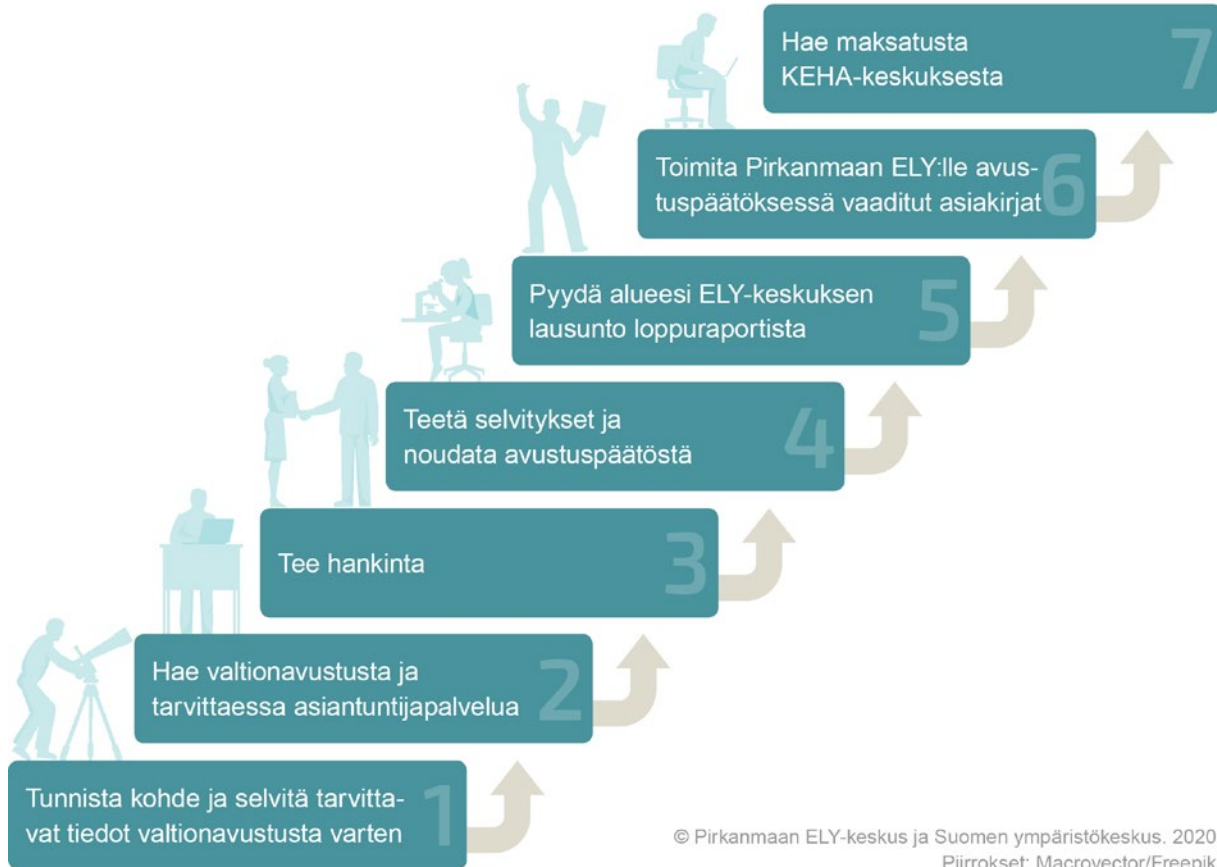 Hae maksatusta
KEHA-keskuksesta
7
Toimita Pirkanmaan ELY:lle avus-
tuspäätöksessä vaaditut asiakirjat
6
Pyydä alueesi ELY-keskuksen
lausunto loppuraportista
5
Teetä selvitykset ja
noudata avustuspäätöstä
4
Tee hankinta
3
Hae valtionavustusta ja
tarvittaessa asiantuntijapalvelua
2
Tunnista kohde ja selvitä tarvitta-
vat tiedot valtionavustusta varten
1
© Pirkanmaan ELY-keskus ja Suomen ympäristökeskus. 2020
Piirrokset: Macrovector/Freepik